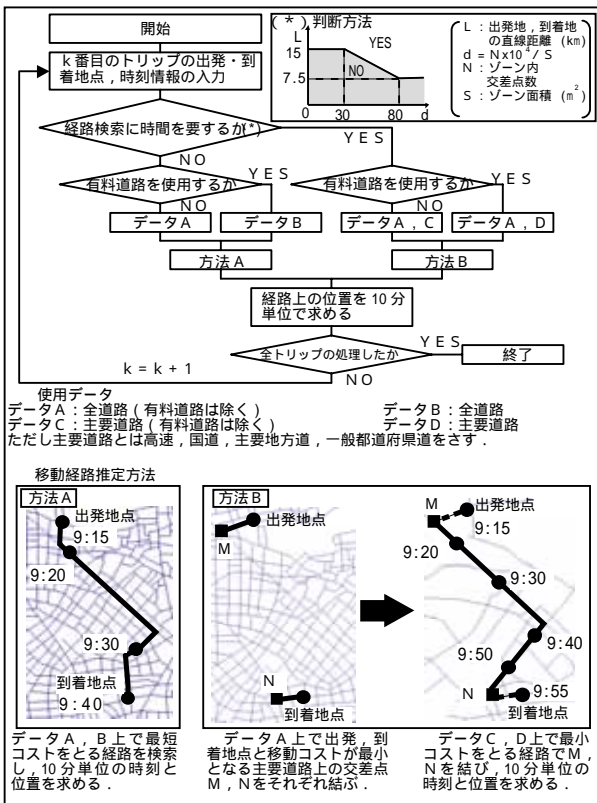 開始
k番目のトリップの出発・到
着地点，時刻情報の入力
(*)判断方法
L
15
7.5
YES
NO
0
30
80
d
L：出発地，到着地
の直線距離 (km)
d = N x10⁴/ S
N：ゾーン内
交差点数
S：ゾーン面積 (m²)
経路検索に時間を要するか(*)
YES
NO
有料道路を使用するか
YES
NO
有料道路を使用するか
YES
NO
データA
データB
データA，C
データA，D
方法A
方法B
経路上の位置を10分
単位で求める
全トリップの処理したか
YES
終了
NO
k = k + 1
使用データ
データA：全道路（有料道路は除く） データB：全道路
データC：主要道路（有料道路は除く） データD：主要道路
ただし主要道路とは高速，国道，主要地方道，一般都道府県道をさす．
移動経路推定方法
方法A
出発地点
9:15
9:20
9:30
到着地点
9:40
データA，B上で最短
コストをとる経路を検索
し，10分単位の時刻と
位置を求める．
方法B
出発地点
M
N
到着地点
データA上で出発，到
着地点と移動コストが最小
となる主要道路上の交差点
M，Nをそれぞれ結ぶ．
M
出発地点
9:15
9:20
9:30
9:40
9:50
N
9:55
到着地点
データC，D上で最小
コストをとる経路でM，
Nを結び，10分単位の
時刻と位置を求める．